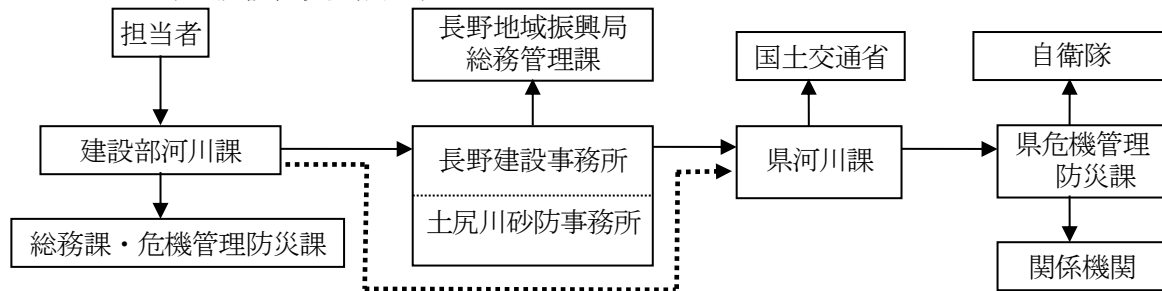 担当者
長野地域振興局
総務管理課
国土交通省
自衛隊
建設部河川課
長野建設事務所
土尻川砂防事務所
県河川課
県危機管理
防災課
総務課・危機管理防災課
関係機関